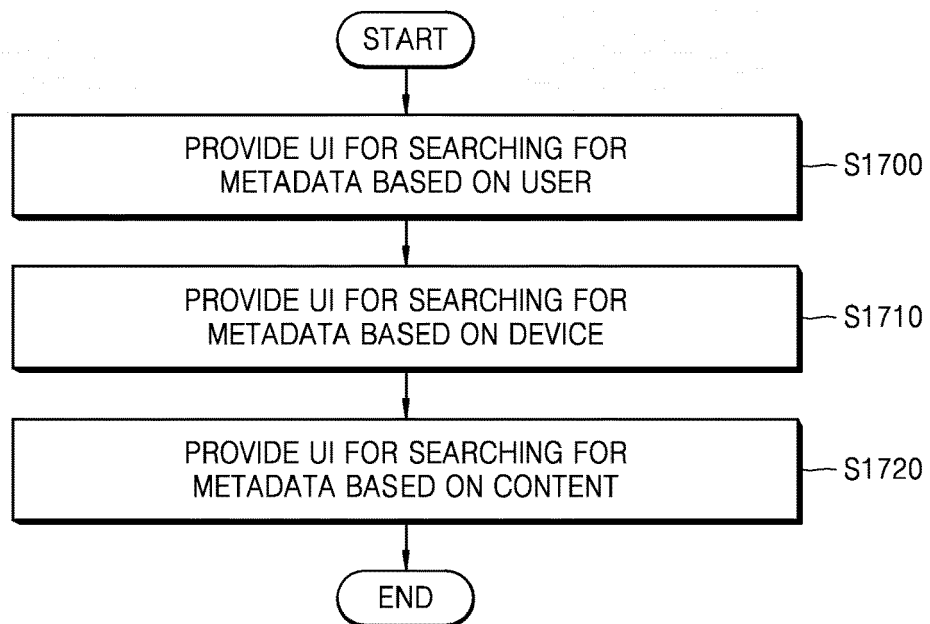 START
PROVIDE UI FOR SEARCHING FOR
METADATA BASED ON USER
S1700
PROVIDE UI FOR SEARCHING FOR
METADATA BASED ON DEVICE
S1710
PROVIDE UI FOR SEARCHING FOR
METADATA BASED ON CONTENT
S1720
END